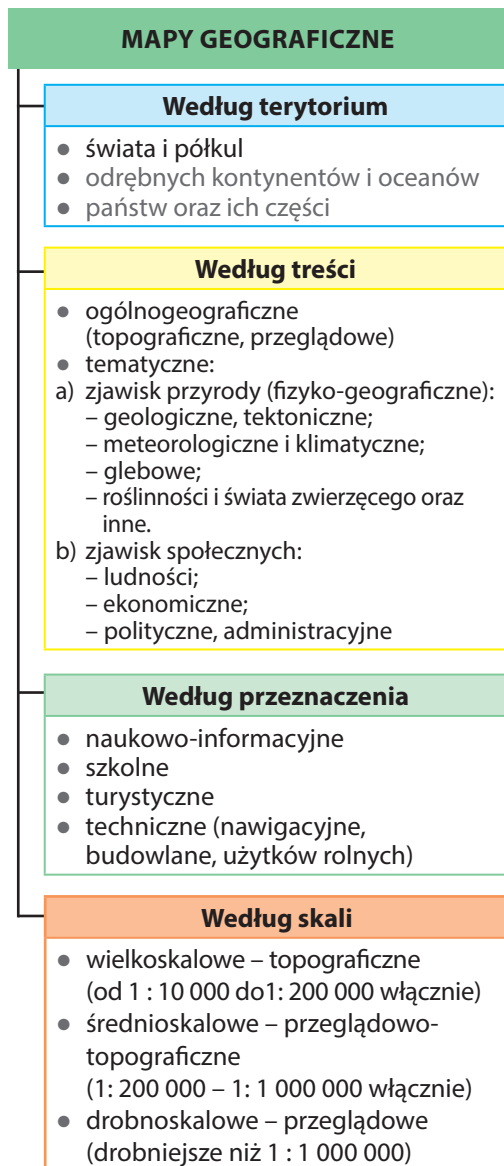 MAPY GEOGRAFICZNE
Według terytorium
● świata i półkul
● odrębnych kontynentów i oceanów
● państw oraz ich części
Według treści
● ogólnogeograficzne
(topograficzne, przeglądowe)
● tematyczne:
a) zjawisk przyrody (fizyko-geograficzne):
– geologiczne, tektoniczne;
– meteorologiczne i klimatyczne;
– glebowe;
– roślinności i świata zwierzęcego oraz
inne.
b) zjawisk społecznych:
– ludności;
– ekonomiczne;
– polityczne, administracyjne
Według przeznaczenia
● naukowo-informacyjne
● szkolne
● turystyczne
● techniczne (nawigacyjne,
budowlane, użytków rolnych)
Według skali
● wielkoskalowe – topograficzne
(od 1 : 10 000 do1: 200 000 włącznie)
● średnioskalowe – przeglądowo-
topograficzne
(1: 200 000 – 1: 1 000 000 włącznie)
● drobnoskalowe – przeglądowe
(drobniejsze niż 1 : 1 000 000)